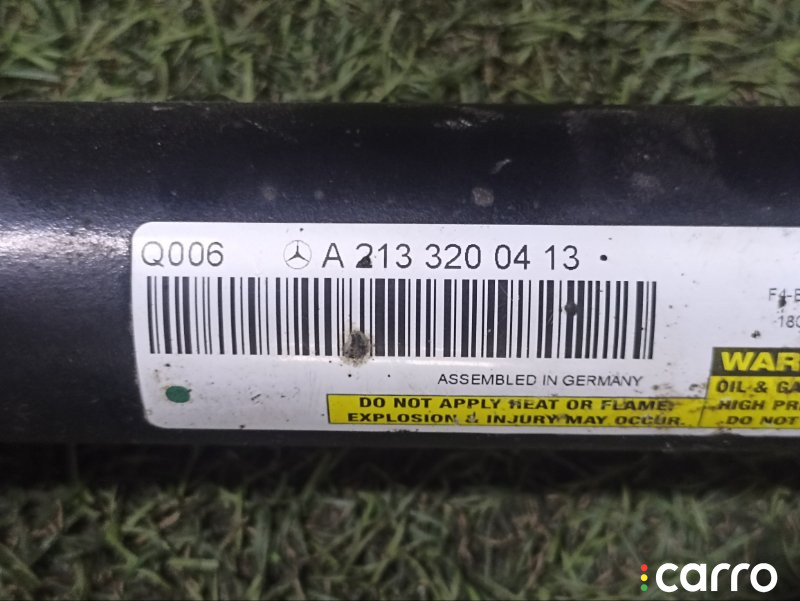 Q006 A 213 320 04 13
ASSEMBLED IN GERMANY
DO NOT APPLY HEAT OR FLAME.
EXPLOSION & INJURY MAY OCCUR.
OIL & GA
HIGH PR
DO NOT
carro